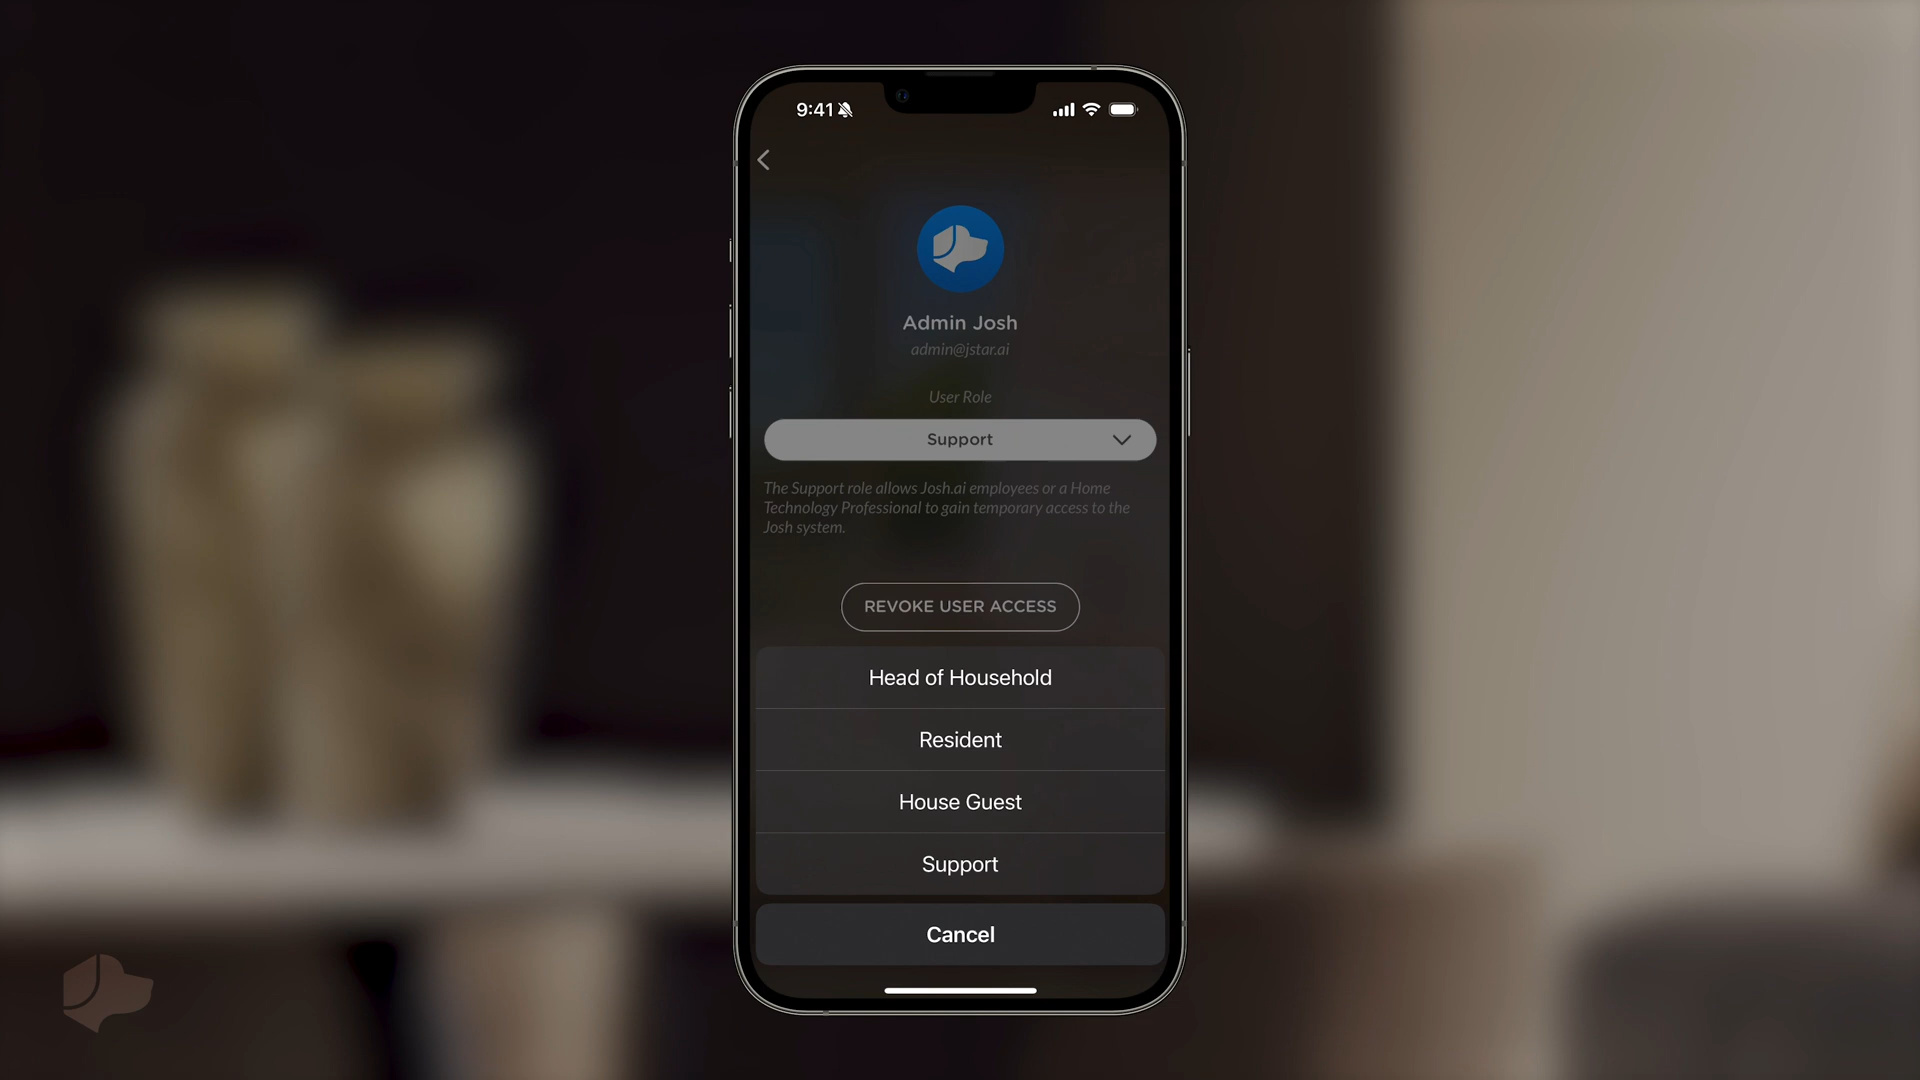 9:41
Admin Josh
admin@jstar.ai
User Role
Support
The Support role allows Josh.ai employees or a Home
Technology Professional to gain temporary access to the
Josh system.
REVOKE USER ACCESS
Head of Household
Resident
House Guest
Support
Cancel